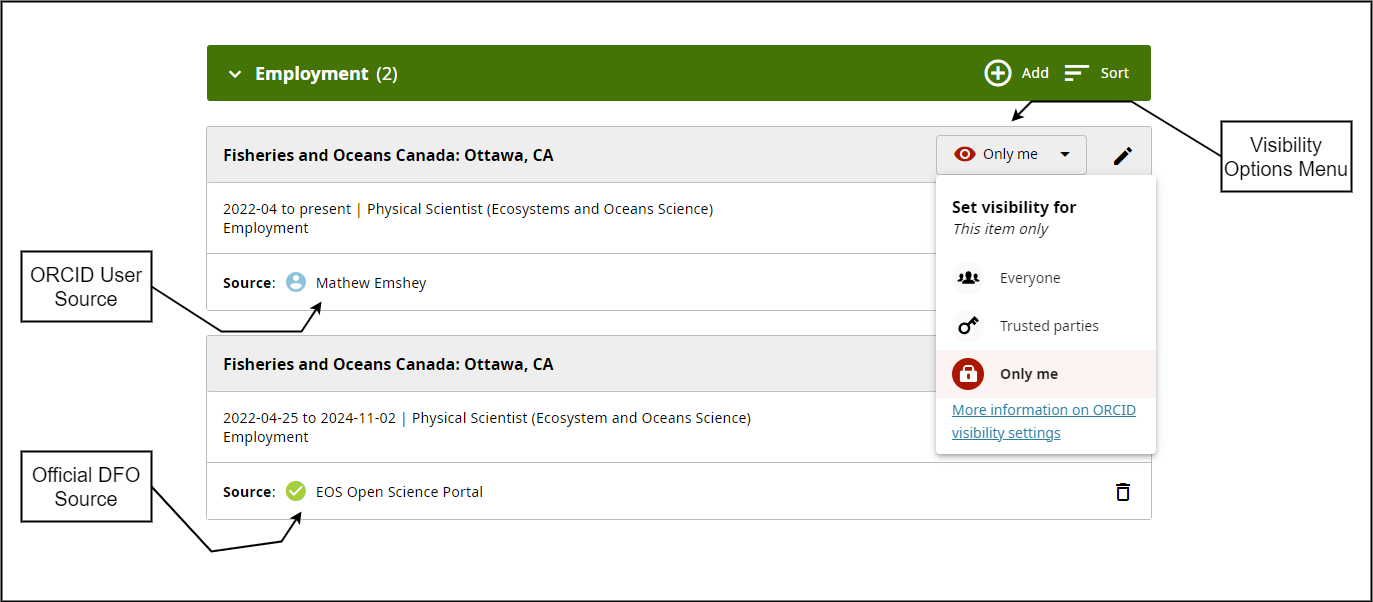 Employment (2)
Add
Sort
Visibility
Options Menu
Fisheries and Oceans Canada: Ottawa, CA
Only me
2022-04 to present | Physical Scientist (Ecosystems and Oceans Science)
Employment
Set visibility for
This item only
Everyone
Trusted parties
Only me
More information on ORCID
visibility settings
ORCID User
Source
Source: Mathew Emshey
Fisheries and Oceans Canada: Ottawa, CA
2022-04-25 to 2024-11-02 | Physical Scientist (Ecosystem and Oceans Science)
Employment
Official DFO
Source
Source: EOS Open Science Portal